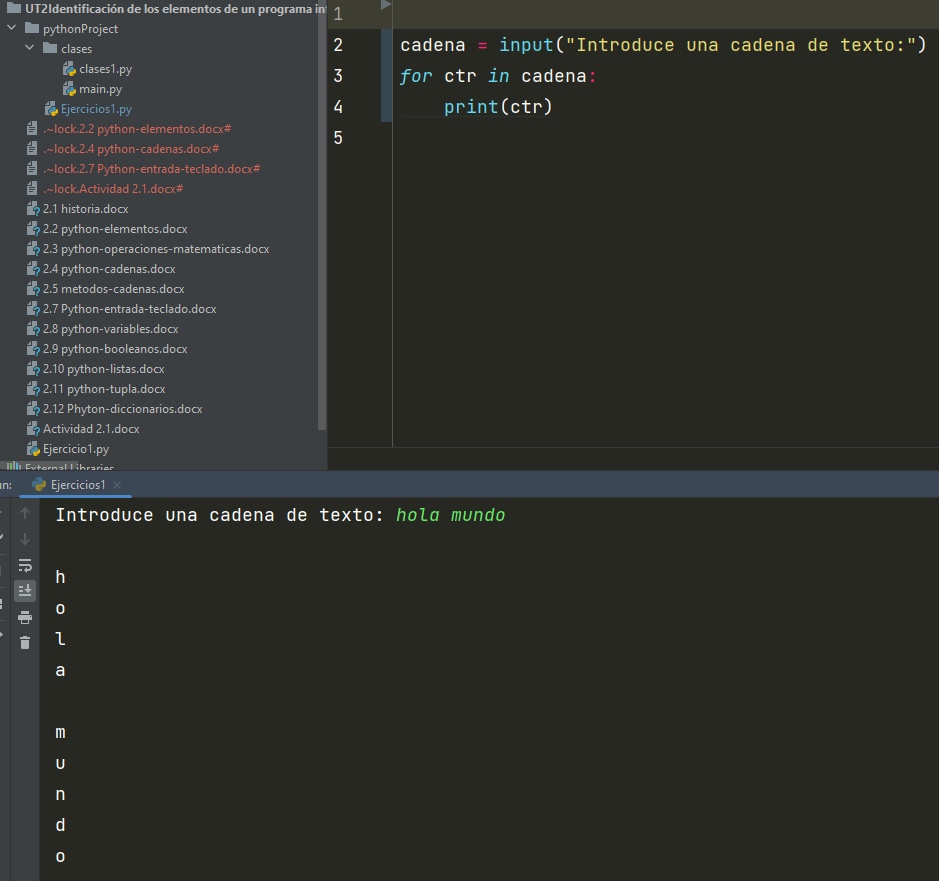 UT2Identificación de los elementos de un programa in
pythonProject
clases
clases1.py
main.py
Ejercicios1.py
.~lock.2.2 python-elementos.docx#
.~lock.2.4 python-cadenas.docx#
.~lock.2.7 Python-entrada-teclado.docx#
.~lock.Actividad 2.1.docx#
2.1 historia.docx
2.2 python-elementos.docx
2.3 python-operaciones-matematicas.docx
2.4 python-cadenas.docx
2.5 metodos-cadenas.docx
2.7 Python-entrada-teclado.docx
2.8 python-variables.docx
2.9 python-booleanos.docx
2.10 python-listas.docx
2.11 python-tupla.docx
2.12 Phyton-diccionarios.docx
Actividad 2.1.docx
Ejercicio1.py
External Libraries
1
2 cadena = input("Introduce una cadena de texto:")
3 for ctr in cadena:
4     print(ctr)
5
un: Ejercicios1
Introduce una cadena de texto: hola mundo
h
o
l
a
m
u
n
d
o